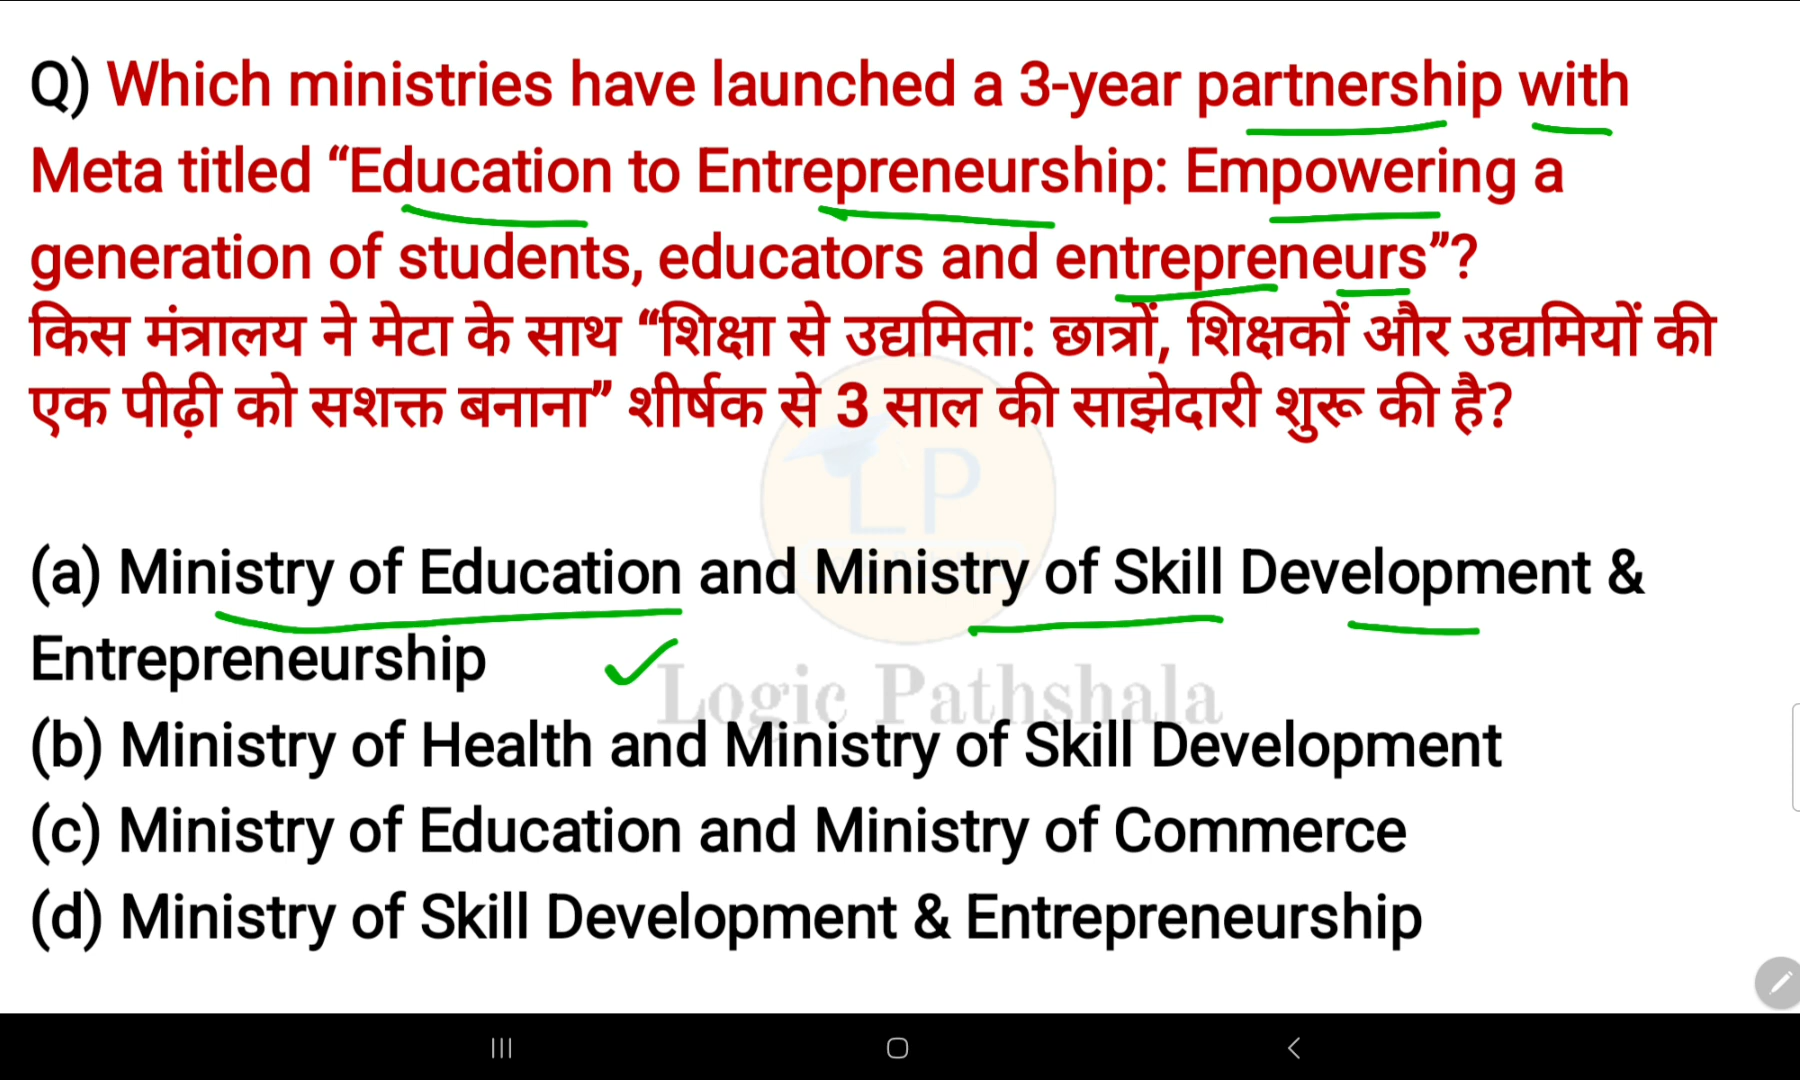 Q) Which ministries have launched a 3-year partnership with
Meta titled “Education to Entrepreneurship: Empowering a
generation of students, educators and entrepreneurs”?
किस मंत्रालय ने मेटा के साथ “शिक्षा से उद्यमिता: छात्रों, शिक्षकों और उद्यमियों की
एक पीढ़ी को सशक्त बनाना” शीर्षक से 3 साल की साझेदारी शुरू की है?
LP
(a) Ministry of Education and Ministry of Skill Development &
Entrepreneurship
Logic Pathshala
(b) Ministry of Health and Ministry of Skill Development
(c) Ministry of Education and Ministry of Commerce
(d) Ministry of Skill Development & Entrepreneurship